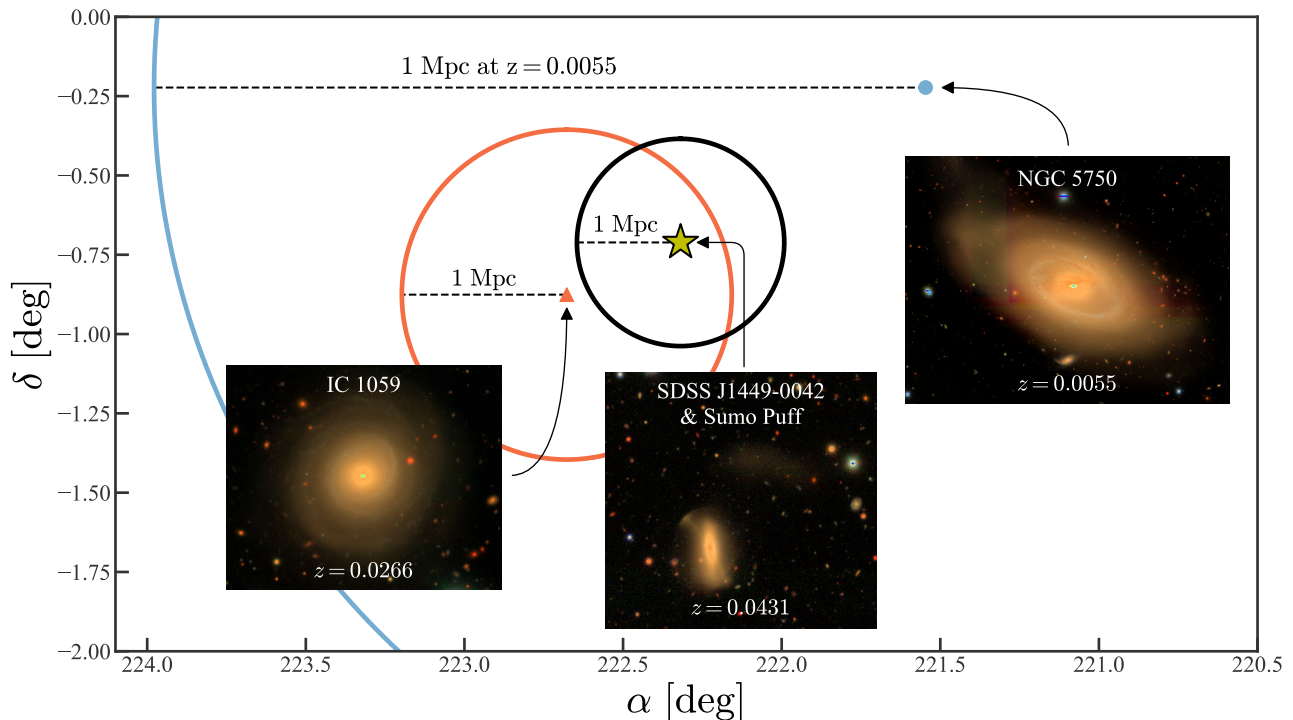 0.00
1 Mpc at z = 0.0055
−0.25
−0.50
NGC 5750
1 Mpc
−0.75
1 Mpc
δ [deg]
−1.00
IC 1059
SDSS J1449-0042
& Sumo Puff
z = 0.0055
−1.25
−1.50
−1.75
z = 0.0266
z = 0.0431
−2.00
224.0 223.5 223.0 222.5 222.0 221.5 221.0 220.5
α [deg]